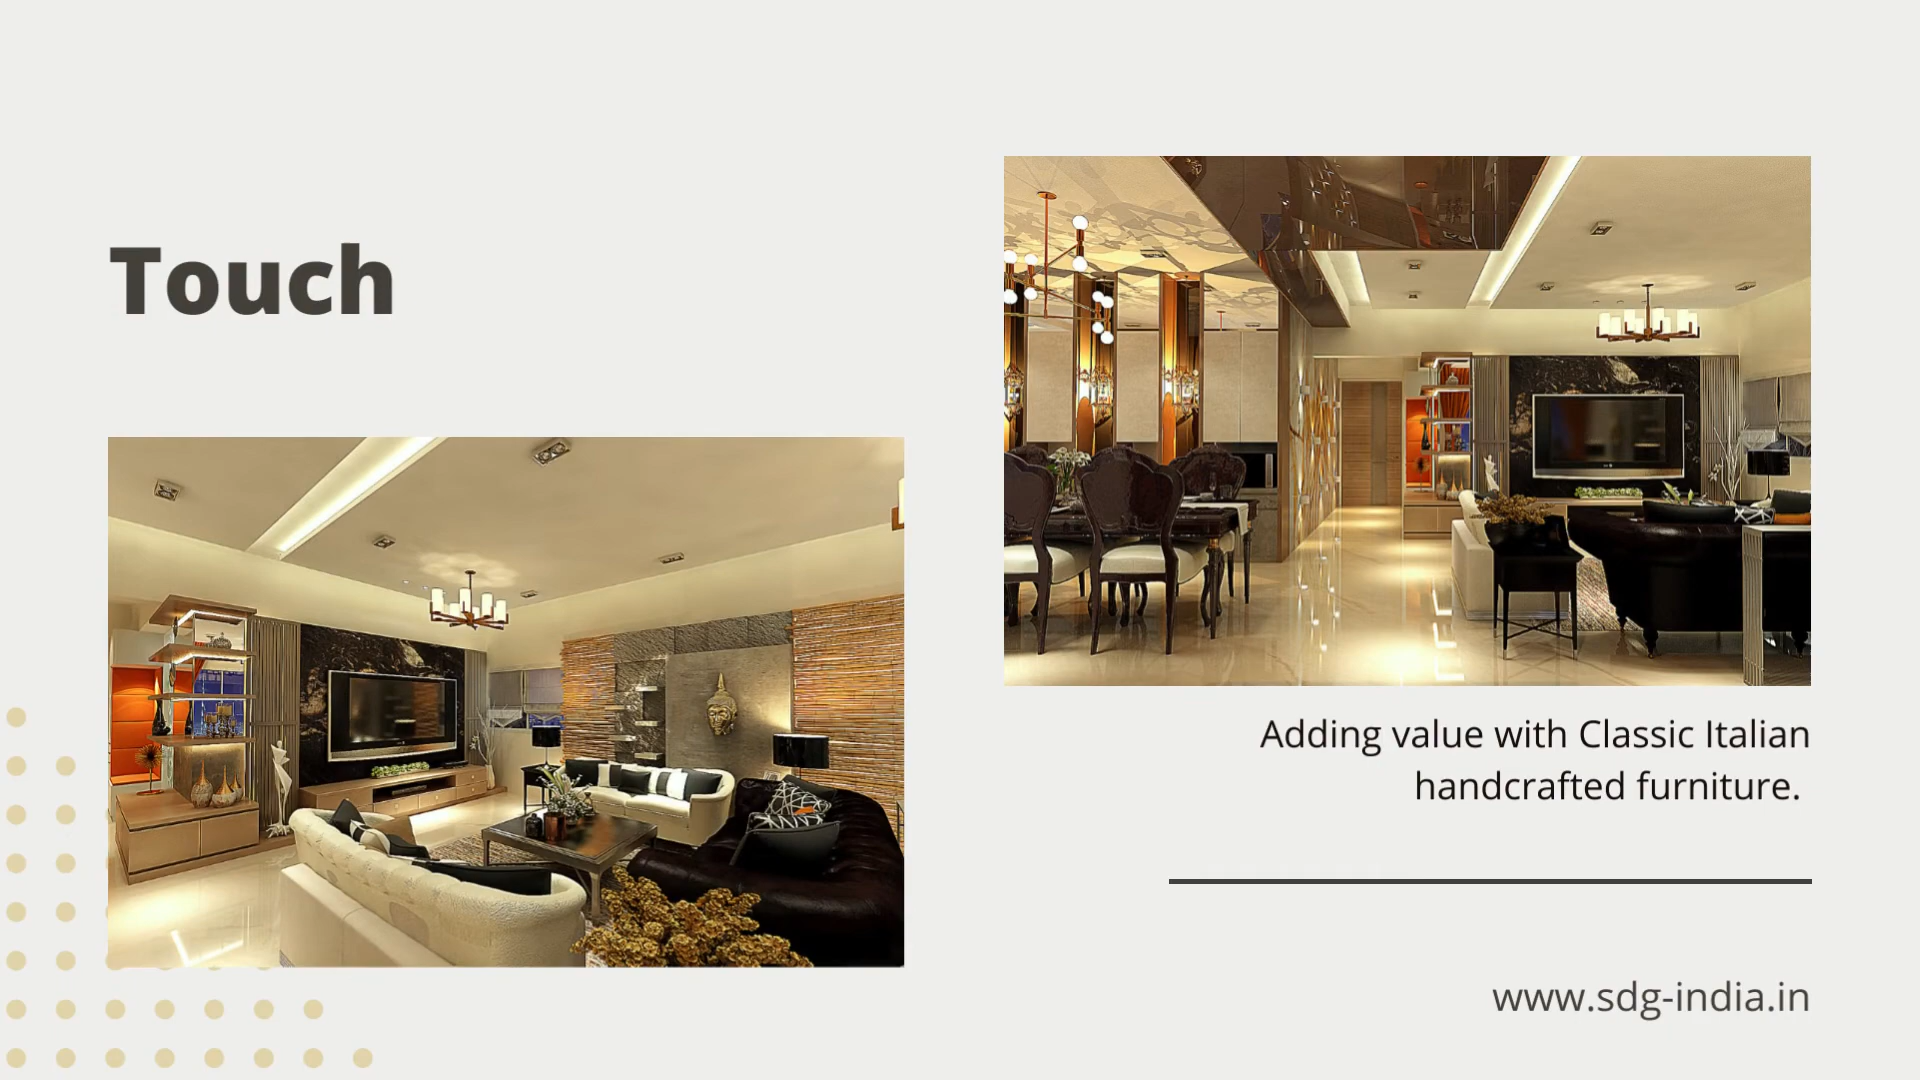 Touch
Adding value with Classic Italian
handcrafted furniture.
www.sdg-india.in